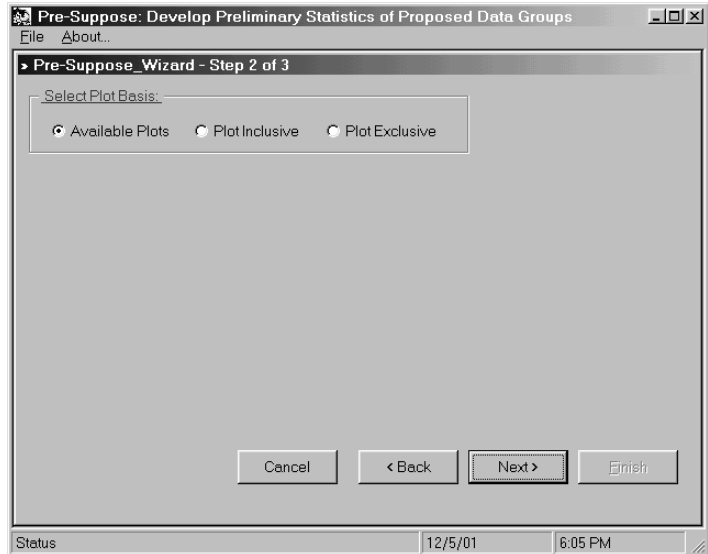 Pre-Suppose: Develop Preliminary Statistics of Proposed Data Groups
File About...
Pre-Suppose_Wizard - Step 2 of 3
Select Plot Basis:
Available Plots Plot Inclusive Plot Exclusive
Cancel < Back Next > Finish
Status 12/5/01 6:05 PM